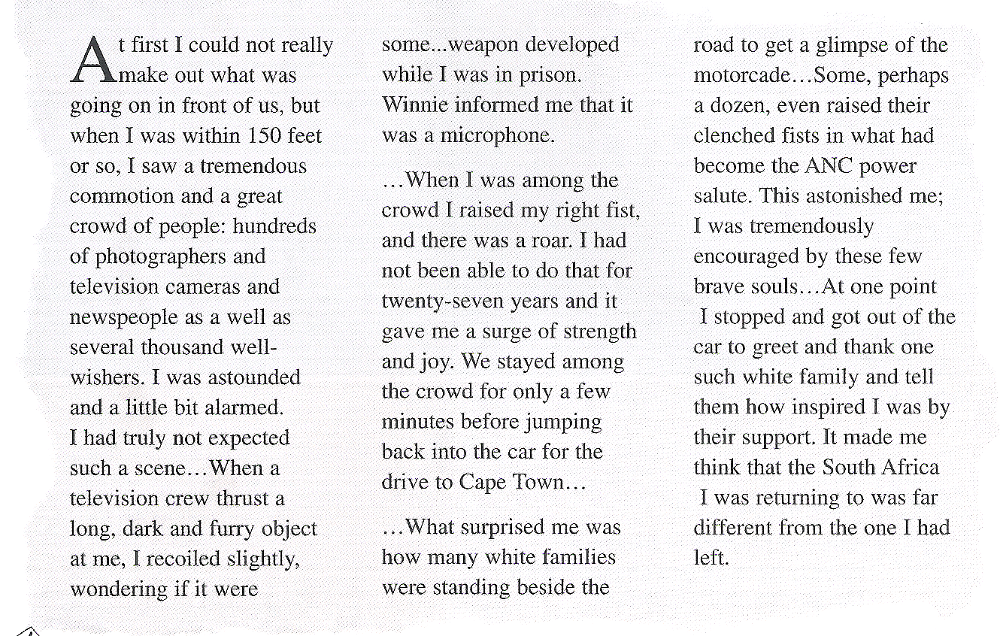 At first I could not really
make out what was
going on in front of us, but
when I was within 150 feet
or so, I saw a tremendous
commotion and a great
crowd of people: hundreds
of photographers and
television cameras and
newspeople as a well as
several thousand well-
wishers. I was astounded
and a little bit alarmed.
I had truly not expected
such a scene...When a
television crew thrust a
long, dark and furry object
at me, I recoiled slightly,
wondering if it were
some...weapon developed
while I was in prison.
Winnie informed me that it
was a microphone.
...When I was among the
crowd I raised my right fist,
and there was a roar. I had
not been able to do that for
twenty-seven years and it
gave me a surge of strength
and joy. We stayed among
the crowd for only a few
minutes before jumping
back into the car for the
drive to Cape Town...
...What surprised me was
how many white families
were standing beside the
road to get a glimpse of the
motorcade...Some, perhaps
a dozen, even raised their
clenched fists in what had
become the ANC power
salute. This astonished me;
I was tremendously
encouraged by these few
brave souls...At one point
I stopped and got out of the
car to greet and thank one
such white family and tell
them how inspired I was by
their support. It made me
think that the South Africa
I was returning to was far
different from the one I had
left.